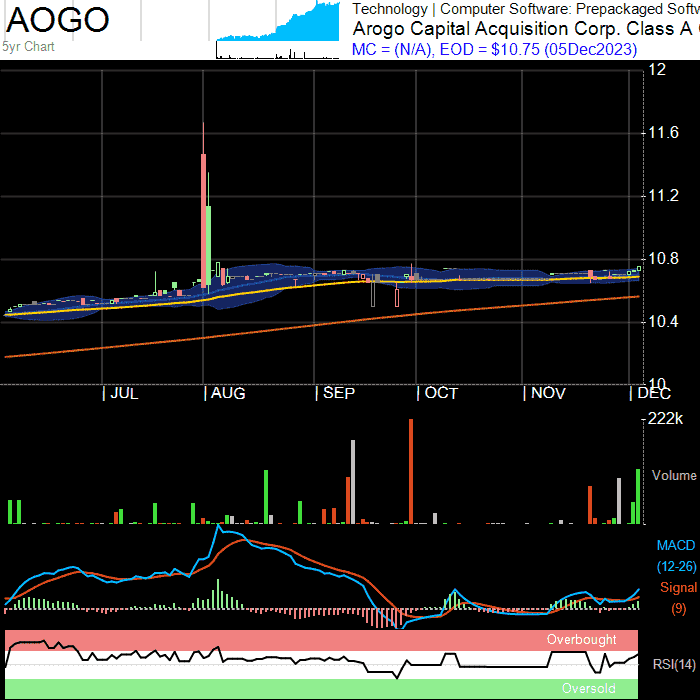 AOGO
5yr Chart
Technology | Computer Software: Prepackaged Softw
Arogo Capital Acquisition Corp. Class A
MC = (N/A), EOD = $10.75 (05Dec2023)
12
11.6
11.2
10.8
10.4
10
| JUL | AUG | SEP | OCT | NOV | DEC
222k
Volume
MACD
(12-26)
Signal
(9)
Overbought
RSI(14)
Oversold